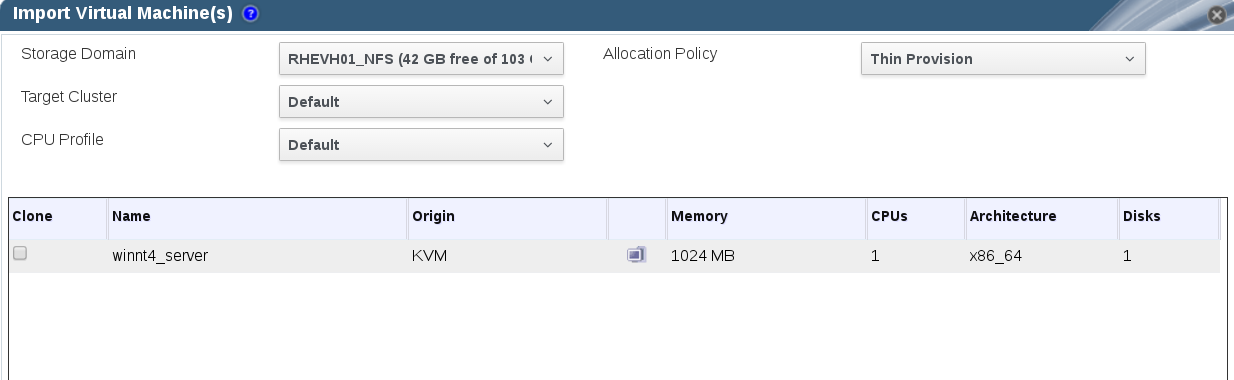 Import Virtual Machine(s) ?
Storage Domain RHEVH01_NFS (42 GB free of 103 Allocation Policy Thin Provision
Target Cluster Default
CPU Profile Default
Clone Name Origin Memory CPUs Architecture Disks
winnt4_server KVM 1024 MB 1 x86_64 1